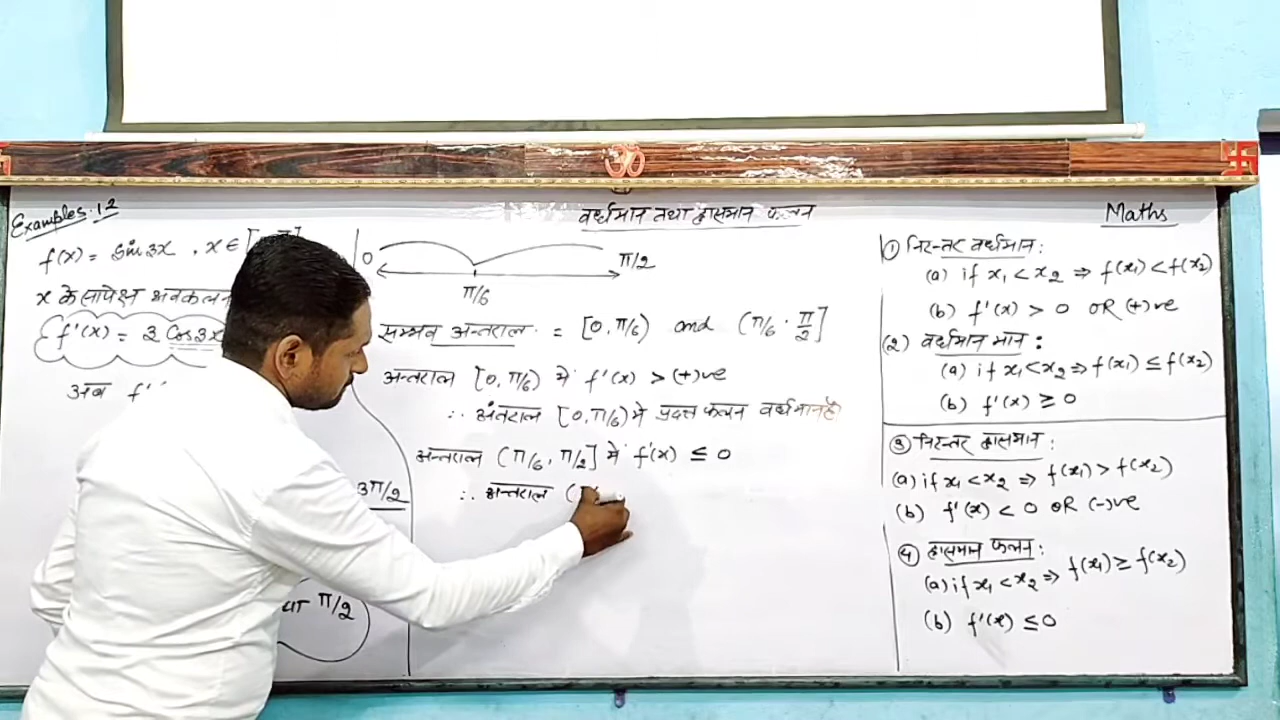 Examples:12
वर्धमान तथा ह्रासमान फलन
Maths
f(x) = sin 3x , x ∈ [
x के सापेक्ष अवकलन
f'(x) = 3 Cos 3x
अब f'
3π/2
π/2
0
π/2
π/6
सम्भव अन्तराल : = [0, π/6) and (π/6 , π/2]
अन्तराल [0, π/6) में f'(x) > (+)ve
∴ अंतराल [0, π/6) मे प्रदत्त फलन वर्धमान है
अन्तराल (π/6, π/2] मे f'(x) ≤ 0
∴ अन्तराल (
① निरन्तर वर्धमान :
(a) if x₁ < x₂ ⇒ f(x₁) < f(x₂)
(b) f'(x) > 0 OR (+)ve
(2) वर्धमान मान :
(a) if x₁ < x₂ ⇒ f(x₁) ≤ f(x₂)
(b) f'(x) ≥ 0
③ निरन्तर ह्रासमान :
(a) if x₁ < x₂ ⇒ f(x₁) > f(x₂)
(b) f'(x) < 0 OR (-)ve
④ ह्रासमान फलन :
(a) if x₁ < x₂ ⇒ f(x₁) ≥ f(x₂)
(b) f'(x) ≤ 0